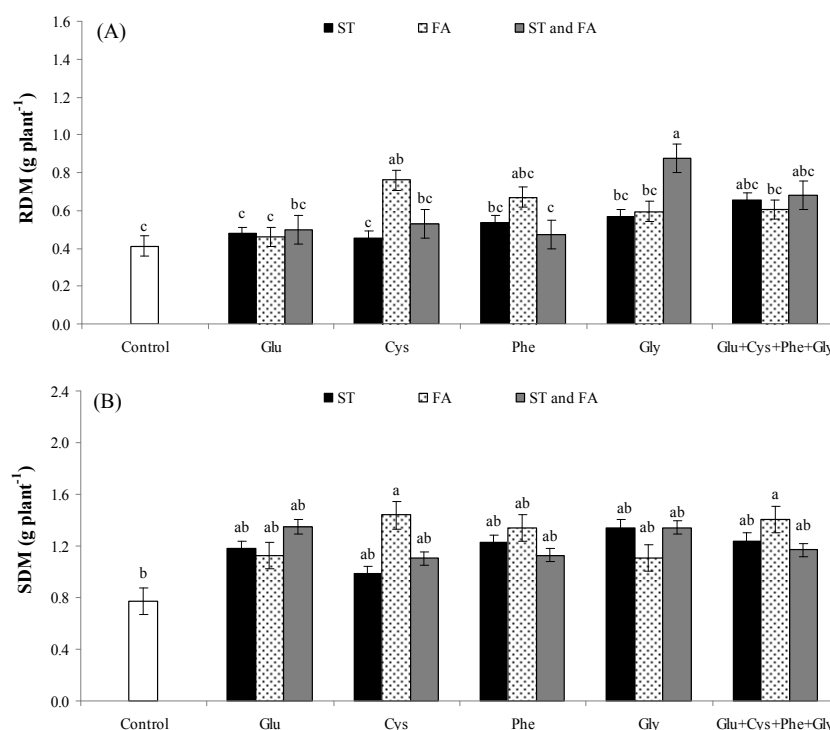 (A)
ST FA ST and FA
RDM (g plant-1)
1.6
1.4
1.2
1.0
0.8
0.6
0.4
0.2
0.0
c
c c bc
c ab bc
bc abc c
bc bc a
abc bc abc
Control Glu Cys Phe Gly Glu+Cys+Phe+Gly
(B)
ST FA ST and FA
SDM (g plant-1)
2.4
2.0
1.6
1.2
0.8
0.4
0.0
b
ab ab ab
ab a ab
ab ab ab
ab ab ab
ab a ab
Control Glu Cys Phe Gly Glu+Cys+Phe+Gly